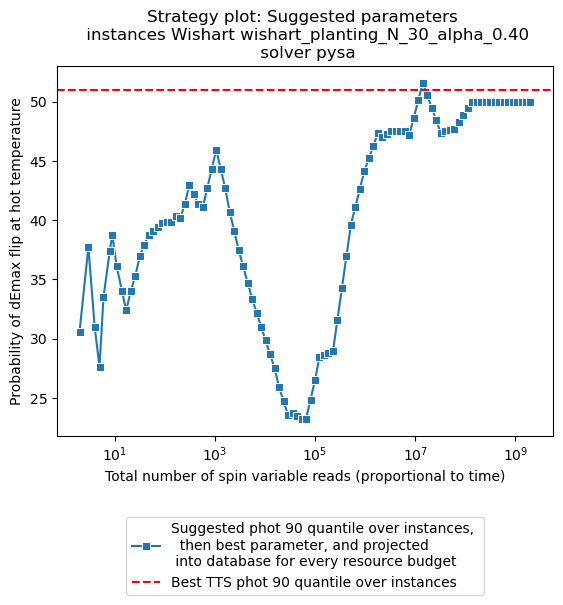 Strategy plot: Suggested parameters
instances Wishart wishart_planting_N_30_alpha_0.40
solver pysa
Probability of dEmax flip at hot temperature
50
45
40
35
30
25
10^1
10^3
10^5
10^7
10^9
Total number of spin variable reads (proportional to time)
Suggested phot 90 quantile over instances,
then best parameter, and projected
into database for every resource budget
Best TTS phot 90 quantile over instances